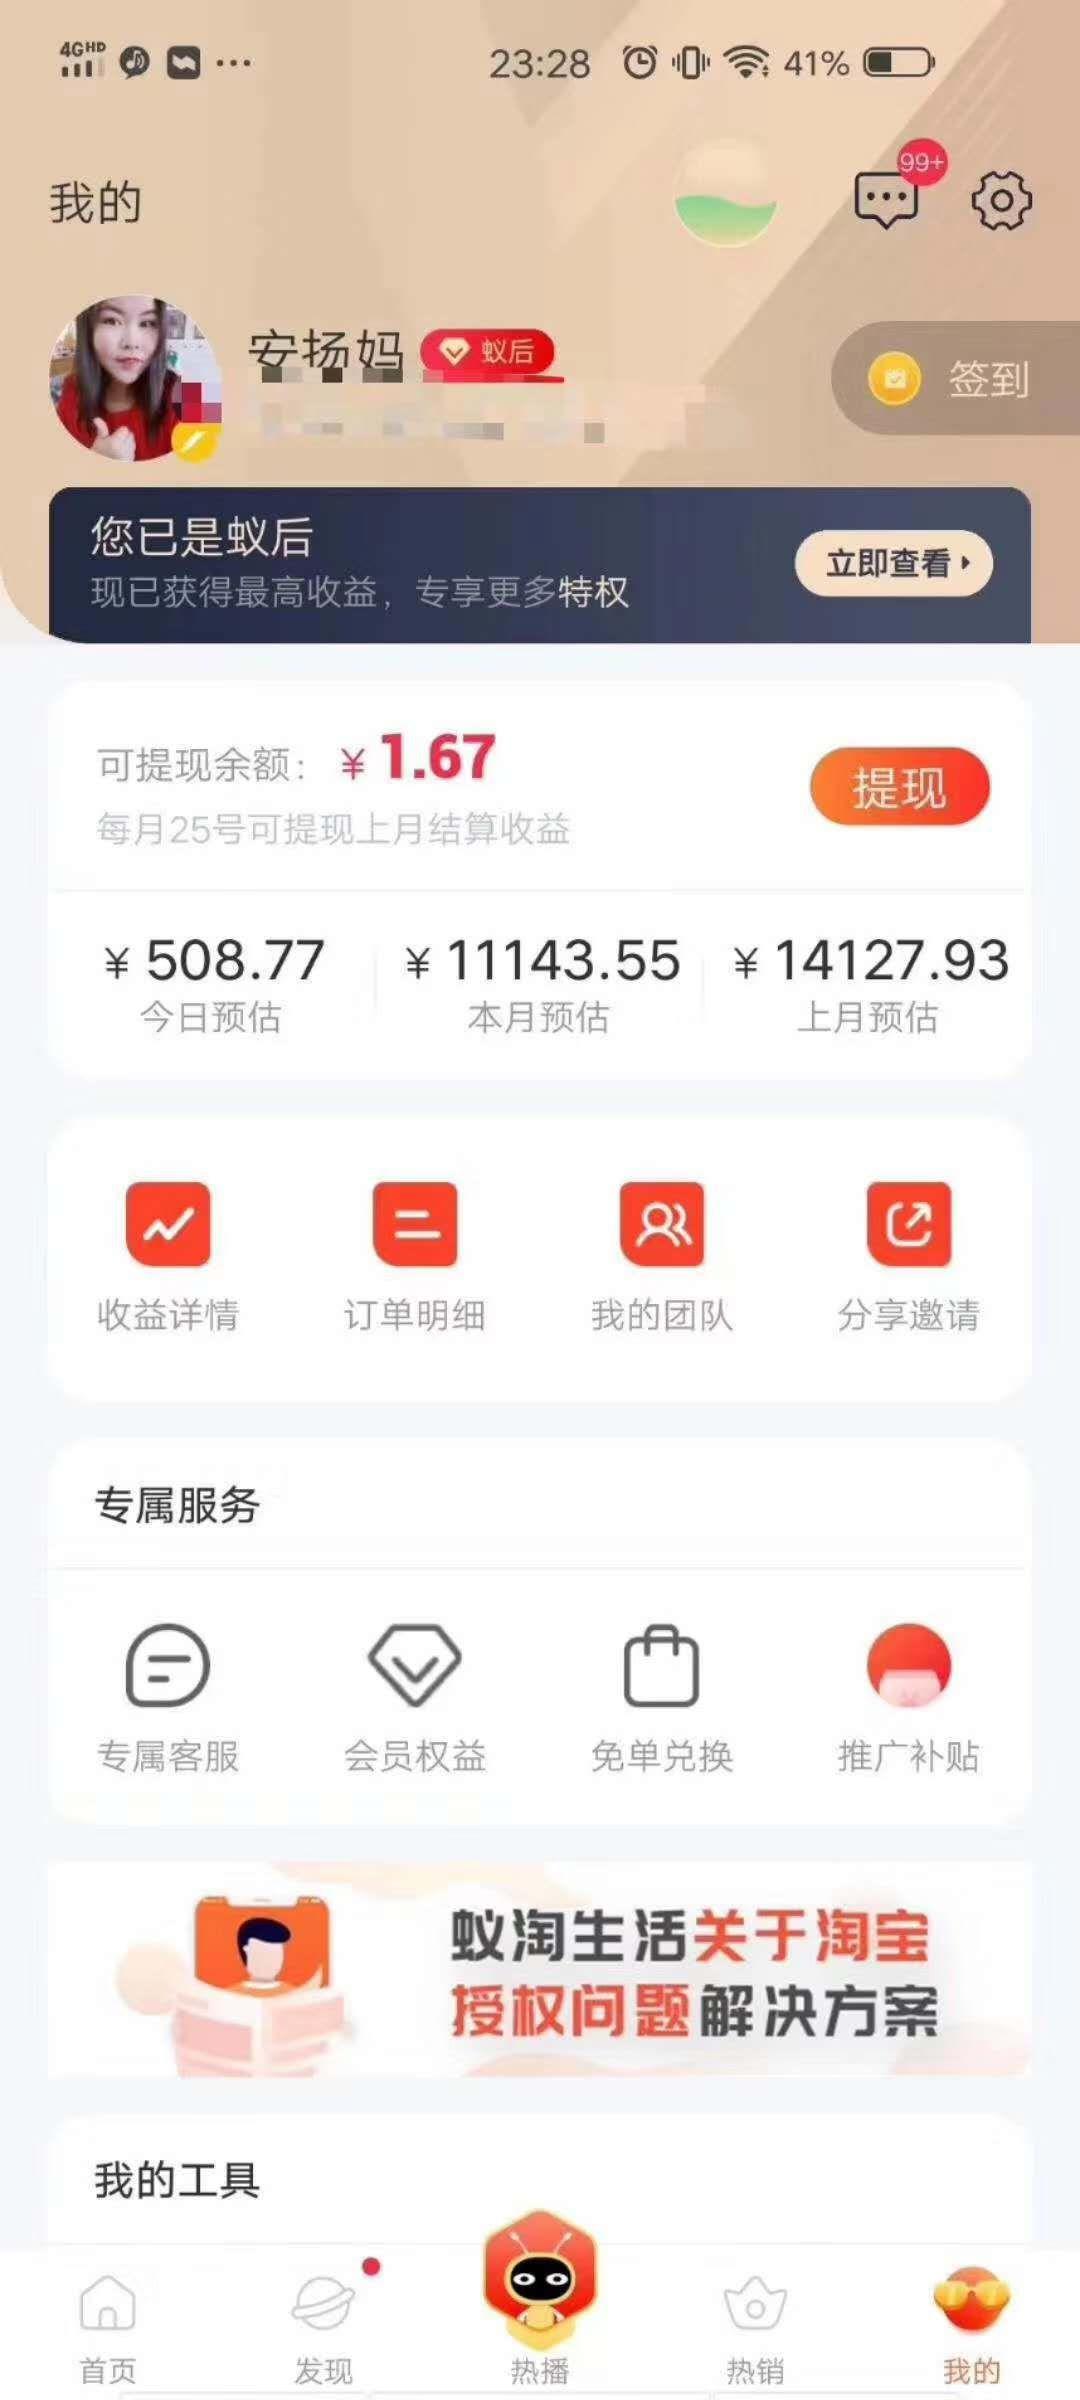 4GHD
23:28
41%
我的
99+
安扬妈
蚁后
签到
您已是蚁后
现已获得最高收益，专享更多特权
立即查看
可提现余额：￥1.67
每月25号可提现上月结算收益
提现
￥508.77
今日预估
￥11143.55
本月预估
￥14127.93
上月预估
收益详情
订单明细
我的团队
分享邀请
专属服务
专属客服
会员权益
免单兑换
推广补贴
蚁淘生活关于淘宝
授权问题解决方案
我的工具
首页
发现
热播
热销
我的